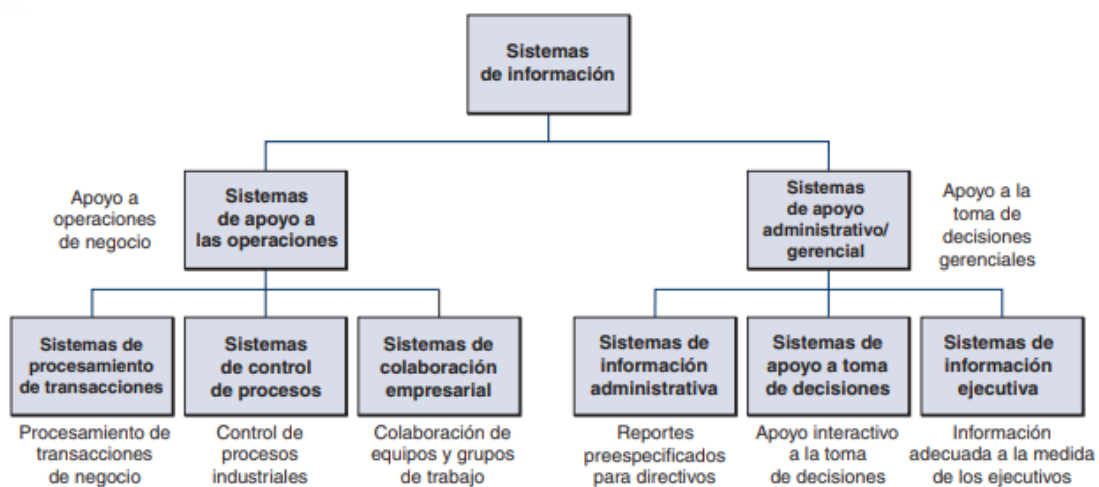 Sistemas
de información
Apoyo a
operaciones
de negocio
Sistemas
de apoyo a
las operaciones
Sistemas
de apoyo
administrativo/
gerencial
Apoyo a la
toma de
decisiones
gerenciales
Sistemas de
procesamiento
de transacciones
Sistemas
de control
de procesos
Sistemas de
colaboración
empresarial
Sistemas de
información
administrativa
Sistemas de
apoyo a toma
de decisiones
Sistemas de
información
ejecutiva
Procesamiento de
transacciones
de negocio
Control de
procesos
industriales
Colaboración de
equipos y grupos
de trabajo
Reportes
preespecificados
para directivos
Apoyo interactivo
a la toma
de decisiones
Información
adecuada a la medida
de los ejecutivos